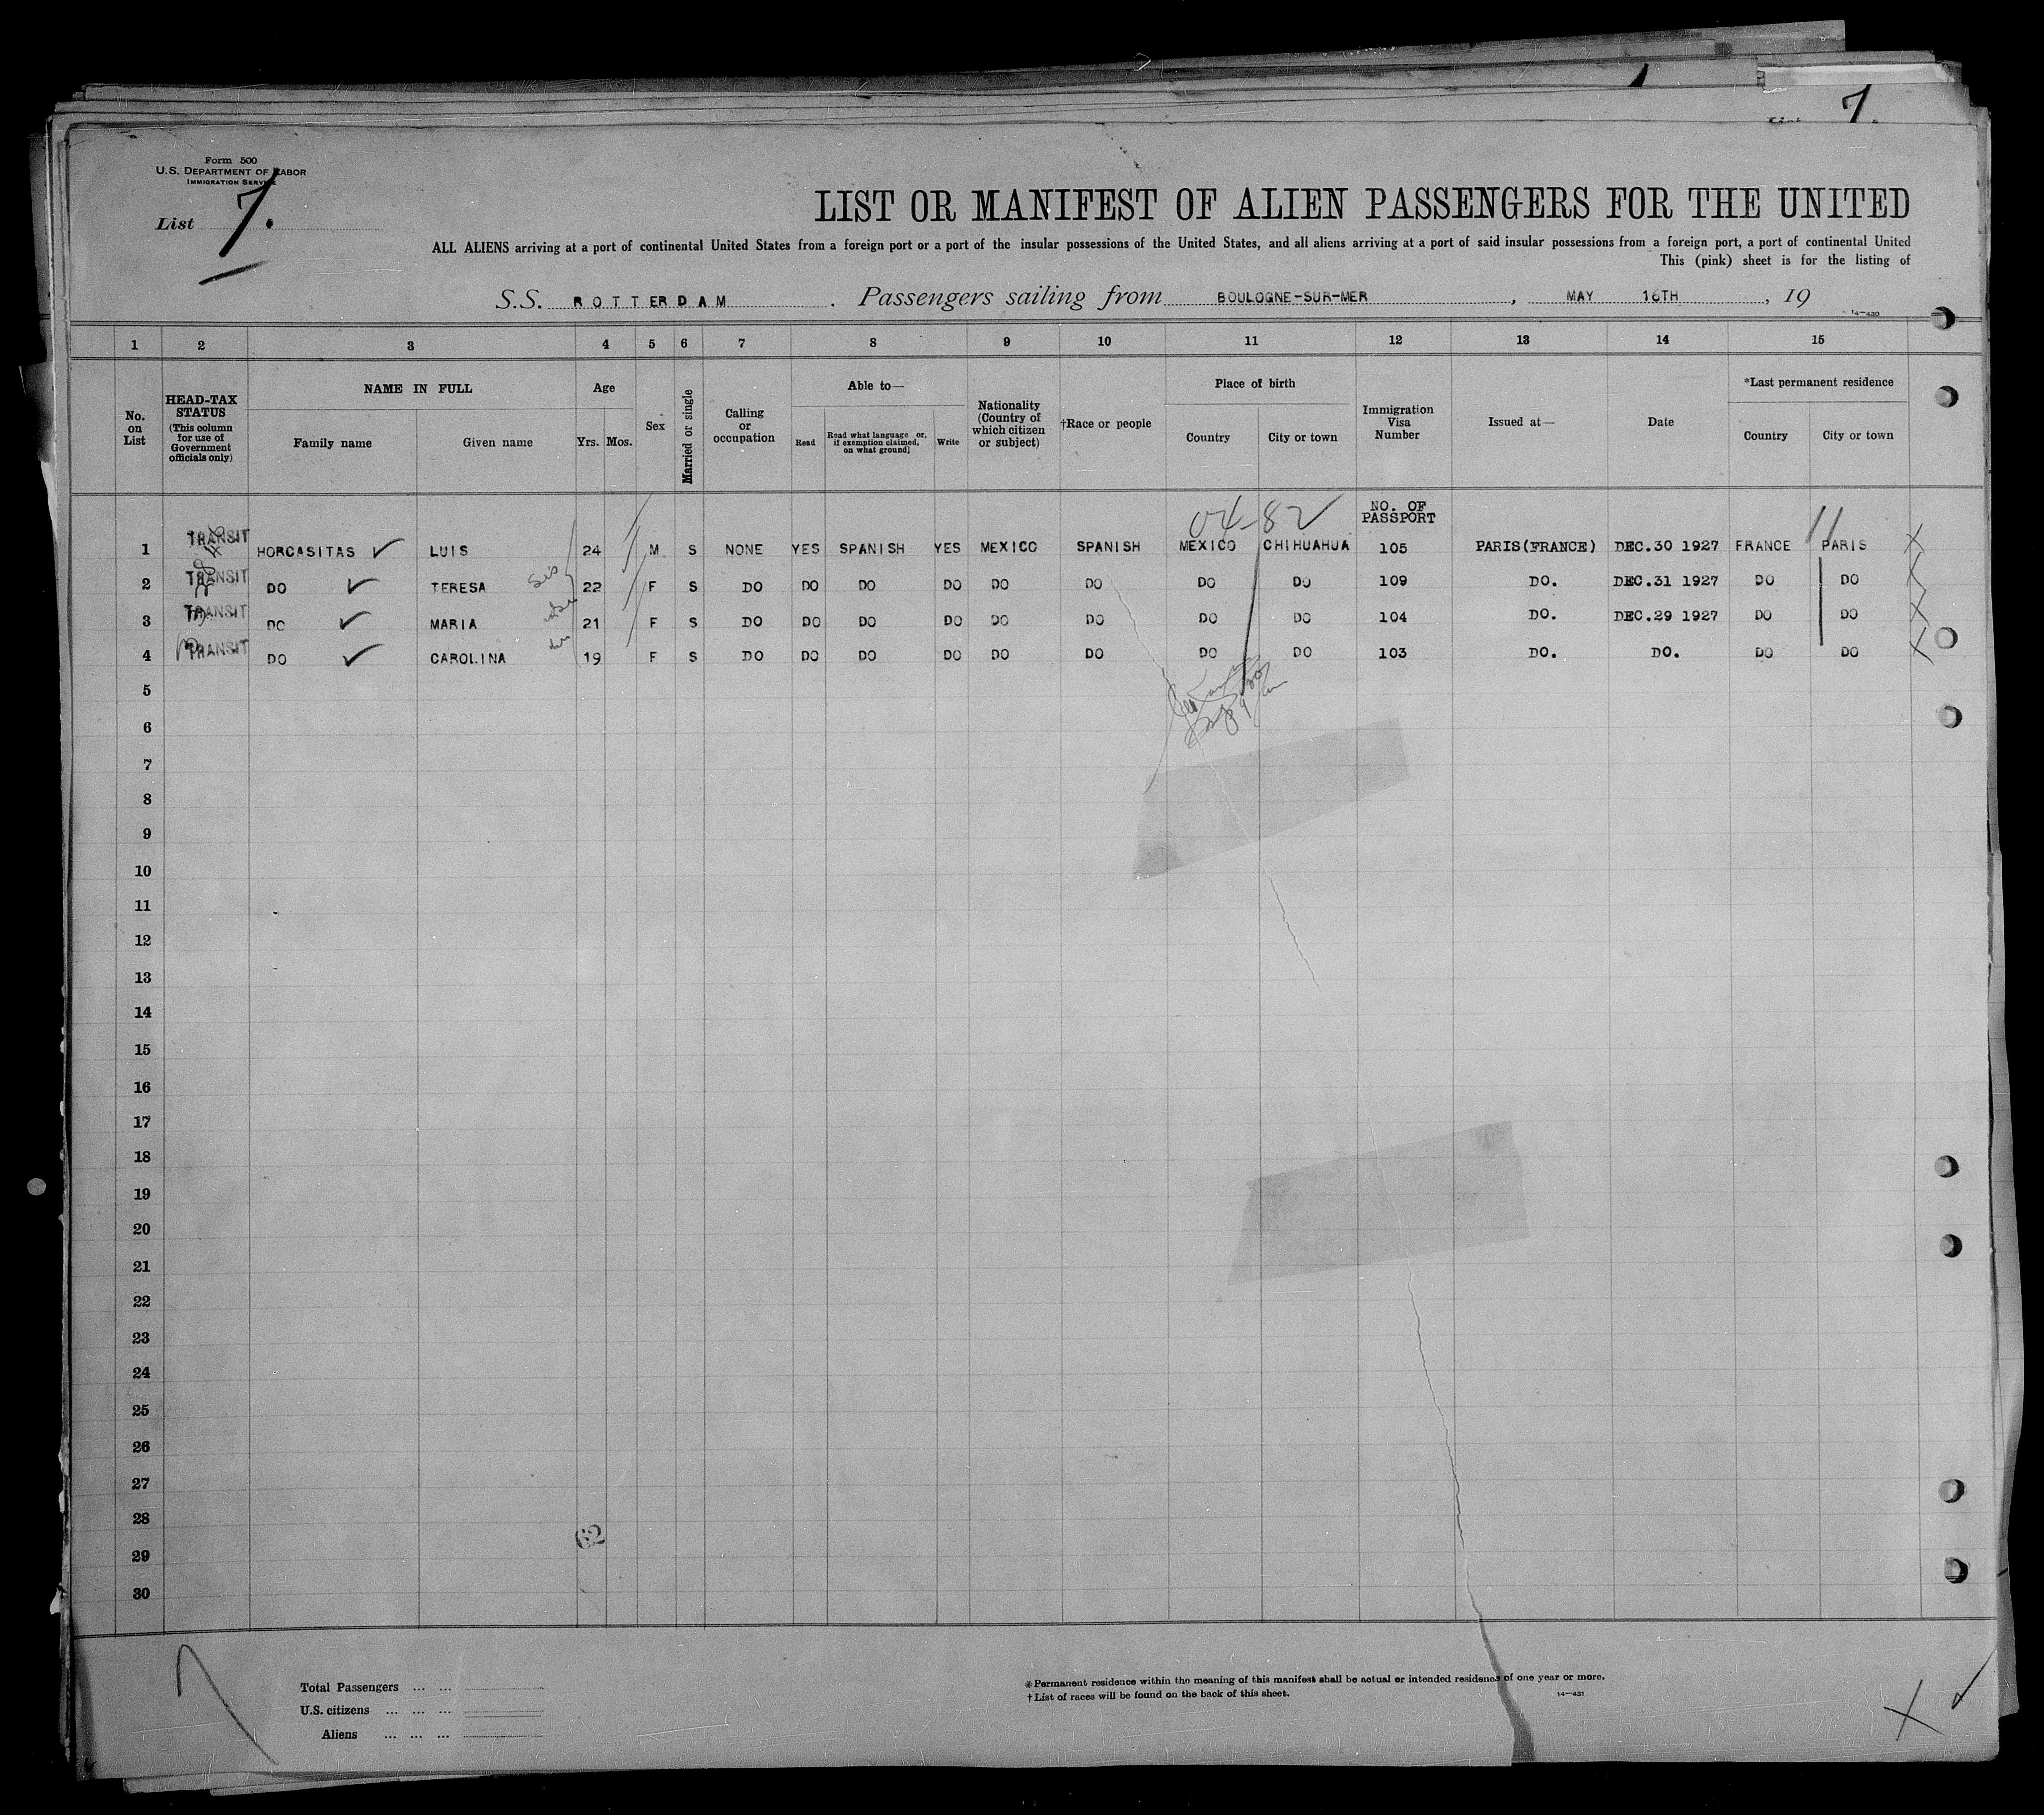 7.
Form 500
U.S. DEPARTMENT OF LABOR
IMMIGRATION SERVICE
List 7.
LIST OR MANIFEST OF ALIEN PASSENGERS FOR THE UNITED
ALL ALIENS arriving at a port of continental United States from a foreign port or a port of the insular possessions of the United States, and all aliens arriving at a port of said insular possessions from a foreign port, a port of continental United
This (pink) sheet is for the listing of
S.S. ROTTERDAM . Passengers sailing from BOULOGNE-SUR-MER , MAY 16TH , 19
14—430
1 2 3 4 5 6 7 8 9 10 11 12 13 14 15
No. on List
HEAD-TAX STATUS
(This column for use of Government officials only)
NAME IN FULL
Family name
Given name
Age
Yrs. Mos.
Sex
Married or single
Calling or occupation
Able to—
Read
Read what language or, if exemption claimed, on what ground]
Write
Nationality (Country of which citizen or subject)
†Race or people
Place of birth
Country
City or town
Immigration Visa Number
Issued at—
Date
*Last permanent residence
Country
City or town
04-82 NO. OF PASSPORT
1 TRANSIT HORCASITAS LUIS 24 M S NONE YES SPANISH YES MEXICO SPANISH MEXICO CHIHUAHUA 105 PARIS(FRANCE) DEC.30 1927 FRANCE PARIS X
2 TRANSIT DO TERESA sis 22 F S DO DO DO DO DO DO DO DO 109 DO. DEC.31 1927 DO DO X
3 TRANSIT DO MARIA 21 F S DO DO DO DO DO DO DO DO 104 DO. DEC.29 1927 DO DO X
4 TRANSIT DO CAROLINA 19 F S DO DO DO DO DO DO DO DO 103 DO. DO. DO DO X
5
6
7
8
9
10
11
12
13
14
15
16
17
18
19
20
21
22
23
24
25
26
27
28
62
29
30
Total Passengers ... ...
U.S. citizens ... ... ...
Aliens ... ... ...
*Permanent residence within the meaning of this manifest shall be actual or intended residence of one year or more.
†List of races will be found on the back of this sheet.
14—431
X